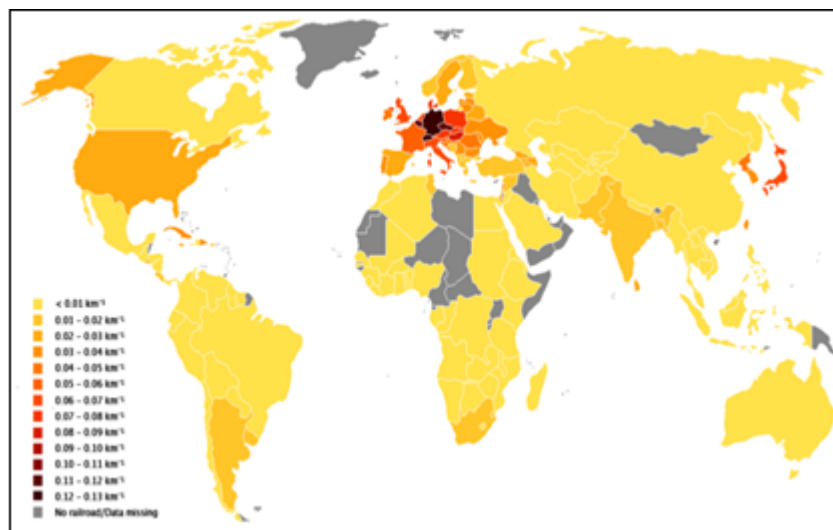 < 0.01 km⁻¹
0.01 – 0.02 km⁻¹
0.02 – 0.03 km⁻¹
0.03 – 0.04 km⁻¹
0.04 – 0.05 km⁻¹
0.05 – 0.06 km⁻¹
0.06 – 0.07 km⁻¹
0.07 – 0.08 km⁻¹
0.08 – 0.09 km⁻¹
0.09 – 0.10 km⁻¹
0.10 – 0.11 km⁻¹
0.11 – 0.12 km⁻¹
0.12 – 0.13 km⁻¹
No railroad/Data missing